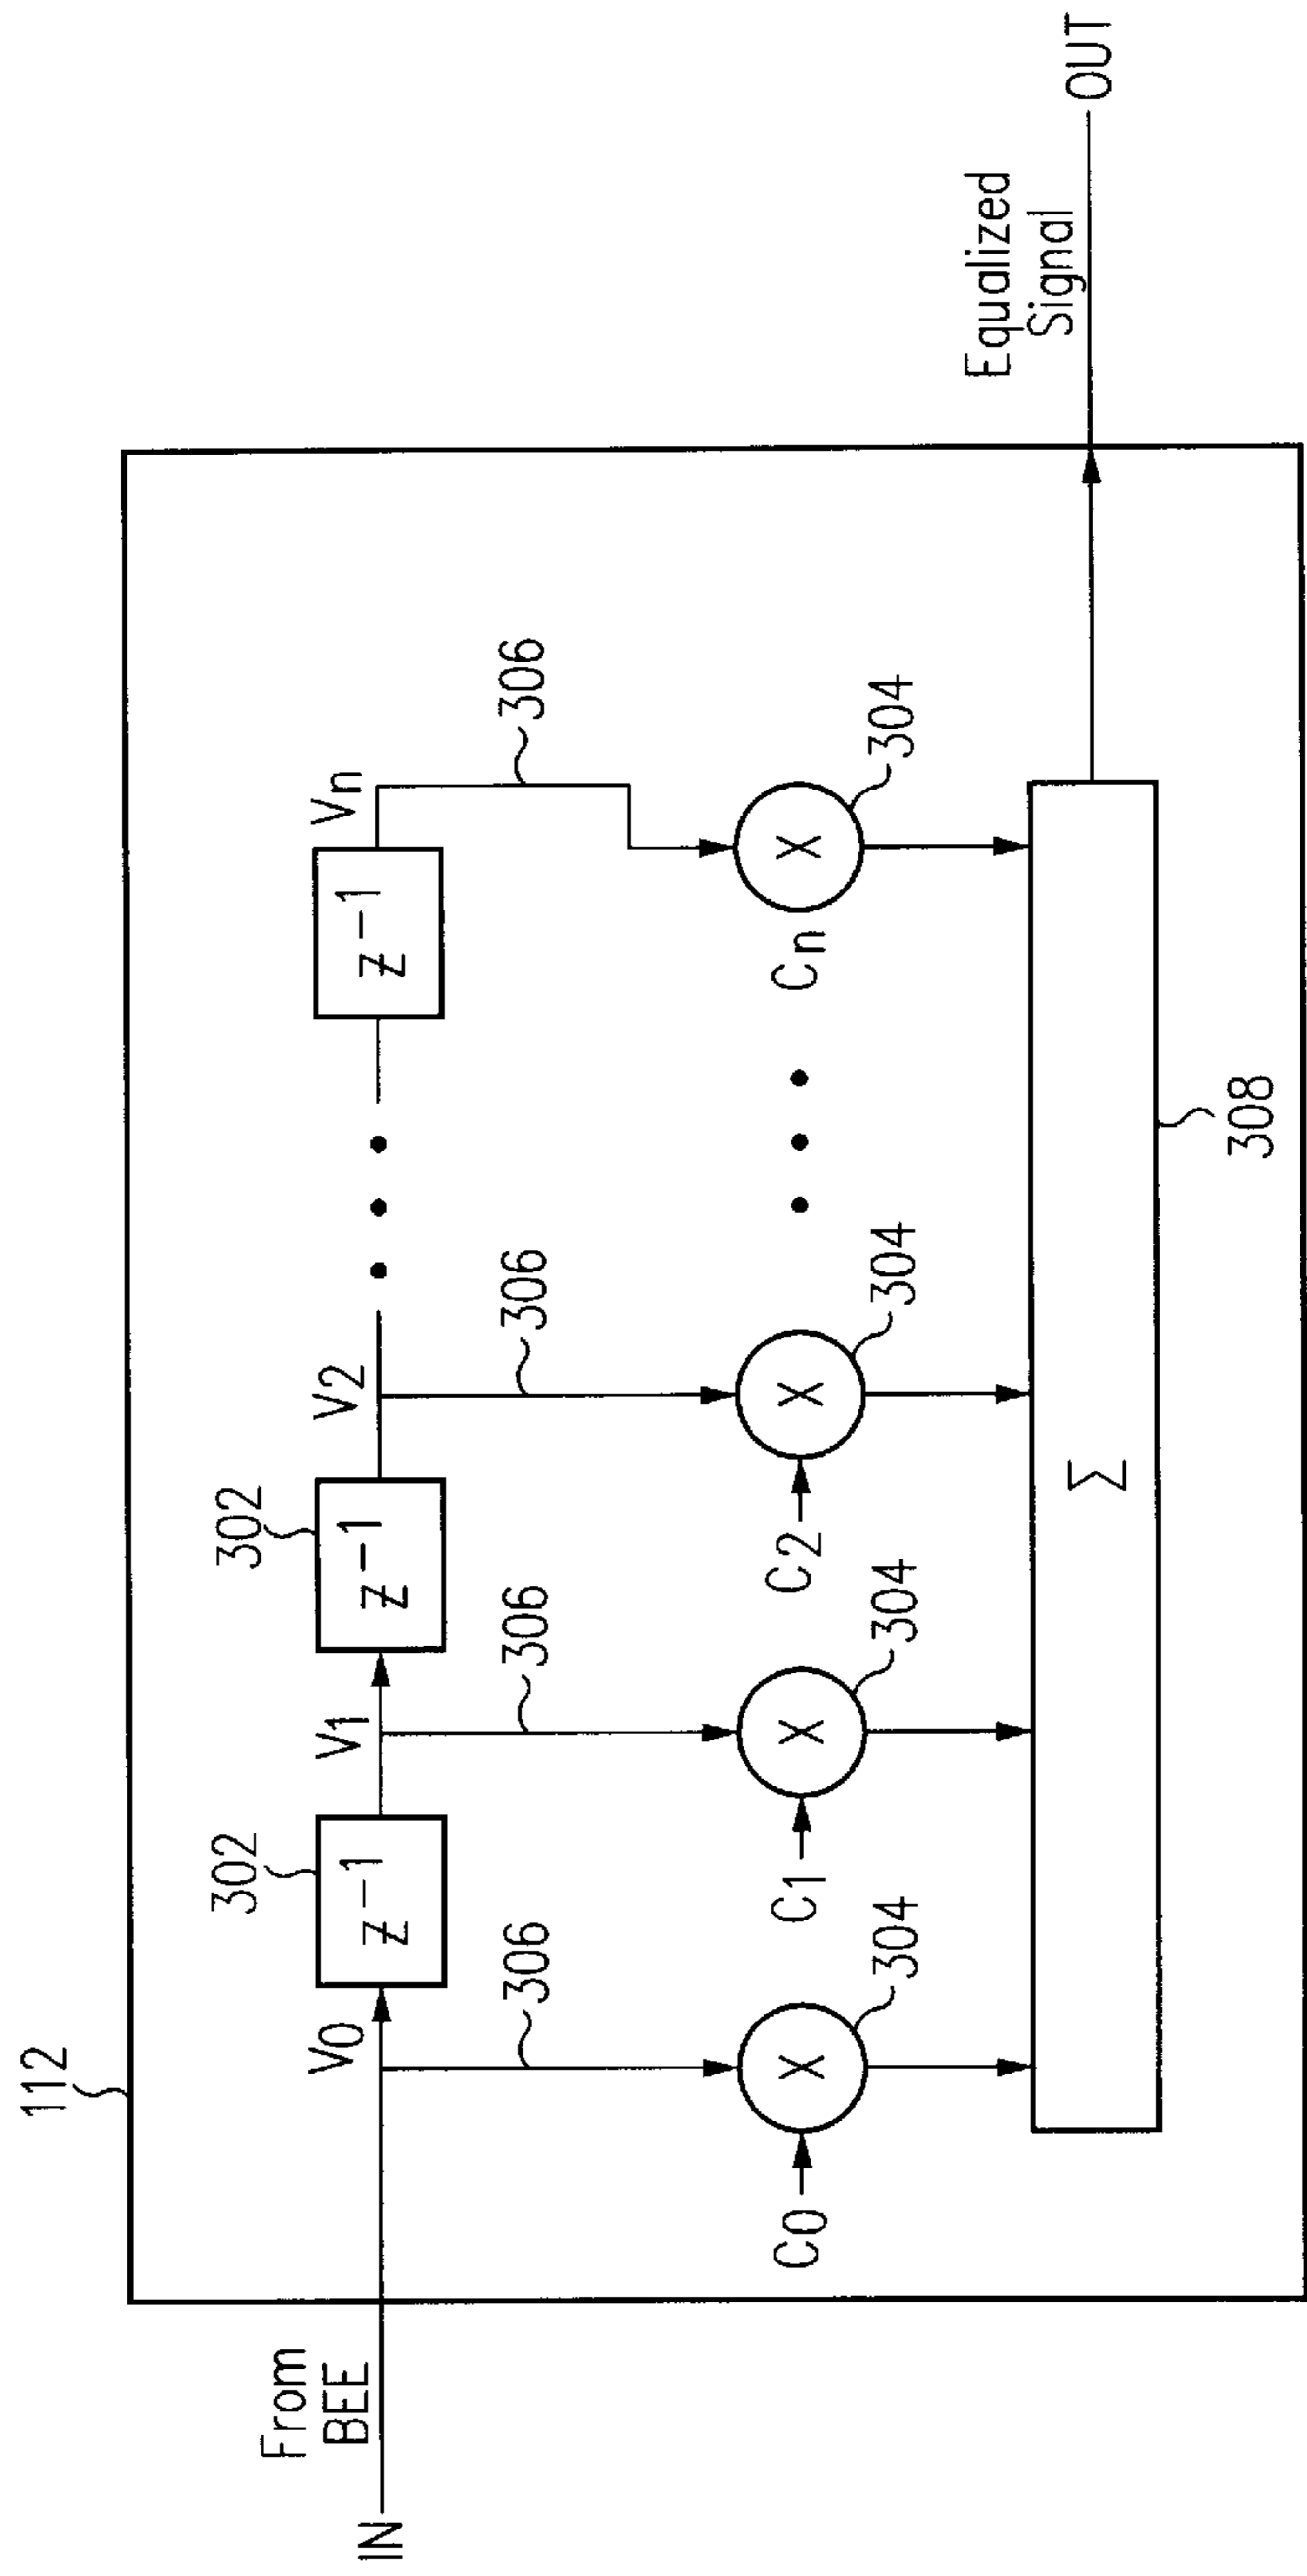 112
From
BEE
IN
302
302
V0
V1
V2
Vn
z-1
z-1
z-1
306
306
306
306
C0
C1
C2
Cn
X
X
X
X
304
304
304
304
Σ
308
Equalized
Signal
OUT